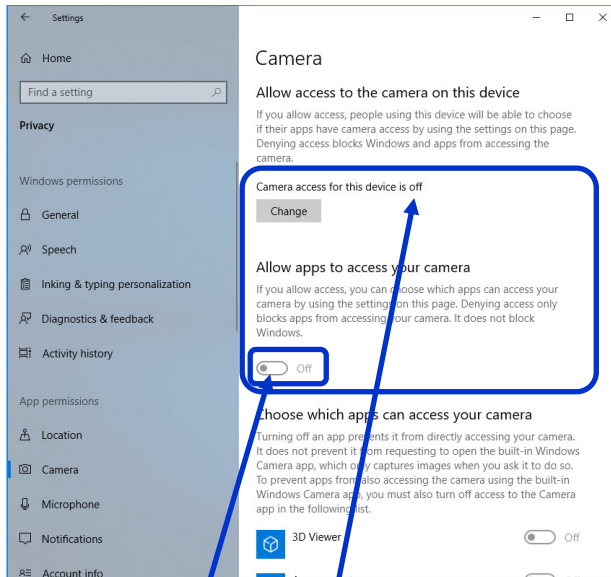 Settings
Home
Find a setting
Privacy
Windows permissions
General
Speech
Inking & typing personalization
Diagnostics & feedback
Activity history
App permissions
Location
Camera
Microphone
Notifications
Account info
Camera
Allow access to the camera on this device
If you allow access, people using this device will be able to choose
if their apps have camera access by using the settings on this page.
Denying access blocks Windows and apps from accessing the
camera.
Camera access for this device is off
Change
Allow apps to access your camera
If you allow access, you can choose which apps can access your
camera by using the settings on this page. Denying access only
blocks apps from accessing your camera. It does not block
Windows.
Off
Choose which apps can access your camera
Turning off an app prevents it from directly accessing your camera.
It does not prevent it from requesting to open the built-in Windows
Camera app, which only captures images when you ask it to do so.
To prevent apps from also accessing the camera using the built-in
Windows Camera app, you must also turn off access to the Camera
app in the following list.
3D Viewer
Off